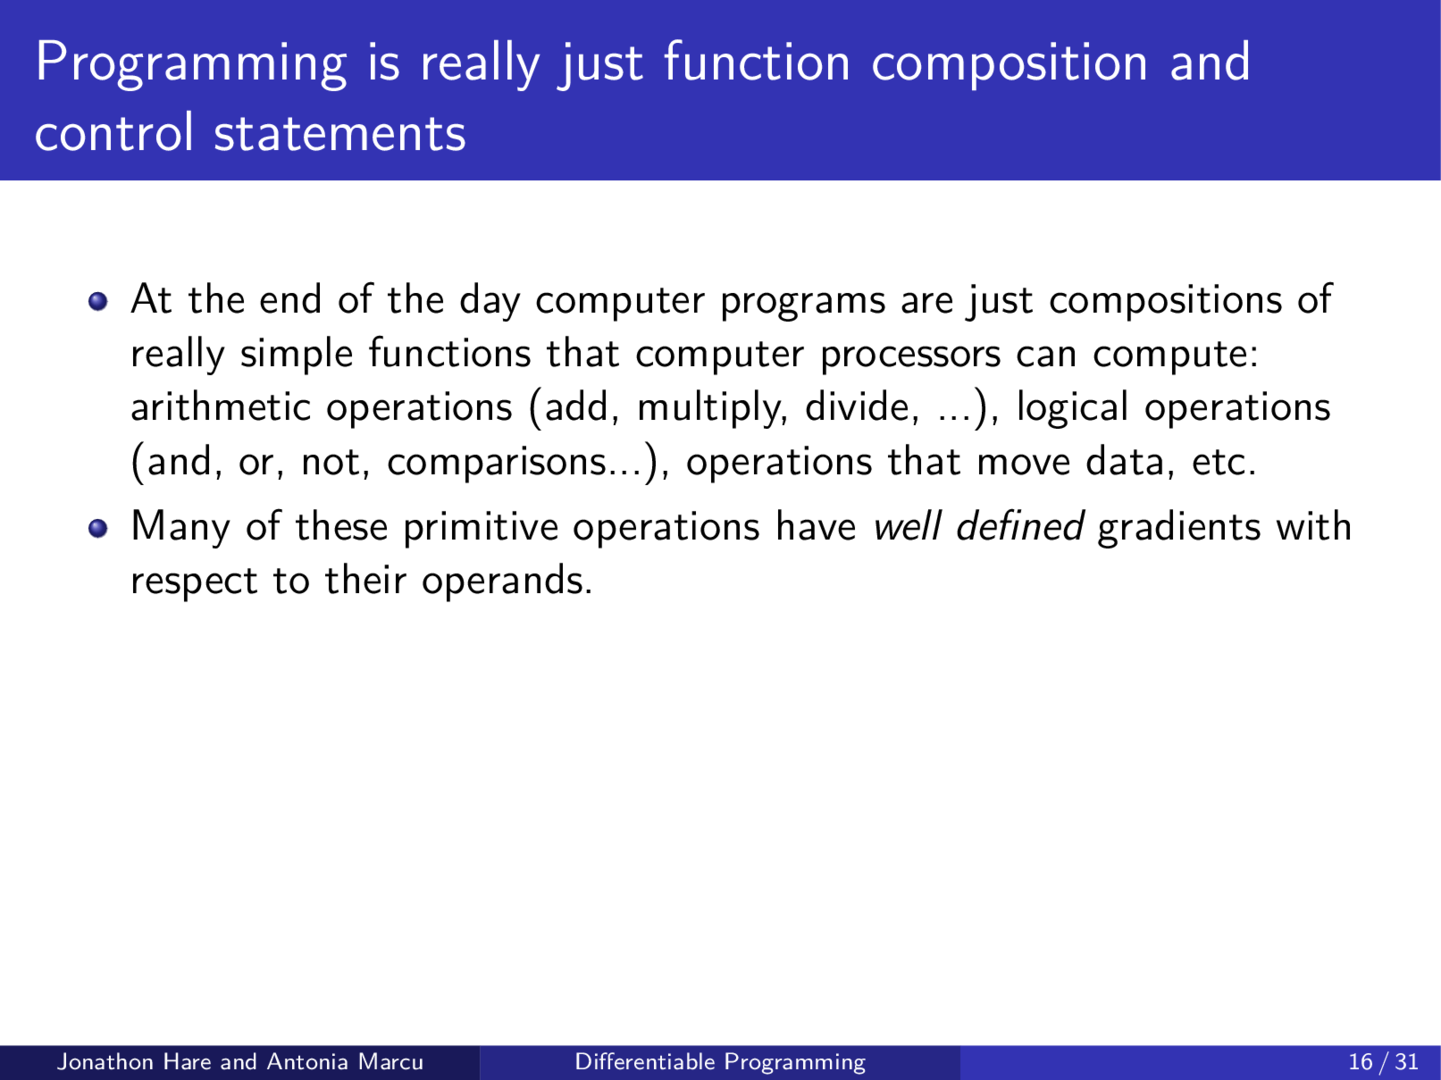 Programming is really just function composition and
control statements
At the end of the day computer programs are just compositions of
really simple functions that computer processors can compute:
arithmetic operations (add, multiply, divide, ...), logical operations
(and, or, not, comparisons...), operations that move data, etc.
Many of these primitive operations have well defined gradients with
respect to their operands.
Jonathon Hare and Antonia Marcu
Differentiable Programming
16 / 31